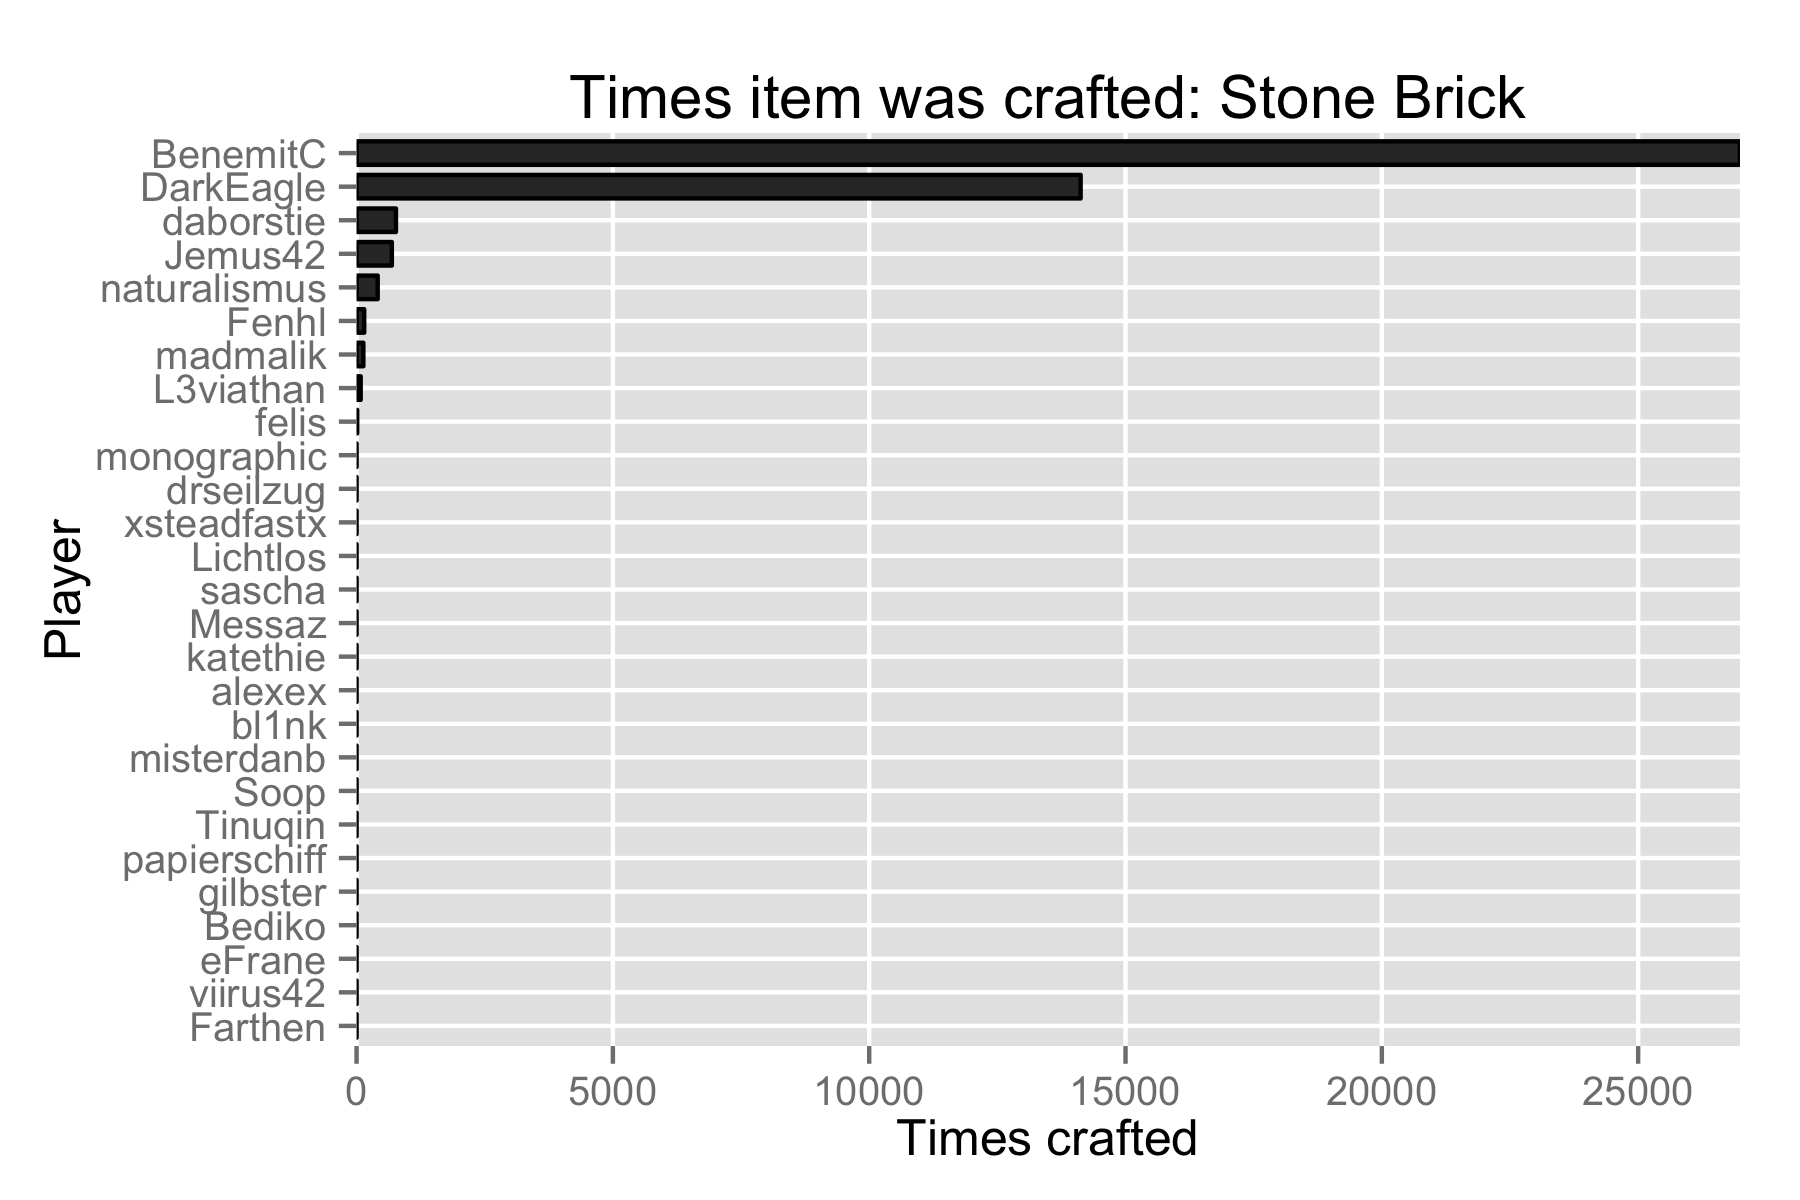 Times item was crafted: Stone Brick
BenemitC
DarkEagle
daborstie
Jemus42
naturalismus
Fenhl
madmalik
L3viathan
felis
monographic
drseilzug
xsteadfastx
Lichtlos
sascha
Messaz
katethie
alexex
bl1nk
misterdanb
Soop
Tinuqin
papierschiff
gilbster
Bediko
eFrane
viirus42
Farthen
Player
0 5000 10000 15000 20000 25000
Times crafted